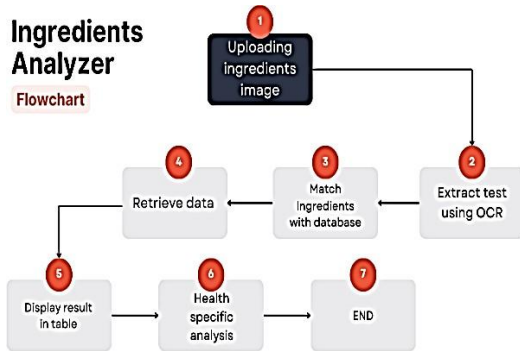 Ingredients
Analyzer
Flowchart
1
Uploading
ingredients
image
2
Extract test
using OCR
3
Match
Ingredients
with database
4
Retrieve data
5
Display result
in table
6
Health
specific
analysis
7
END